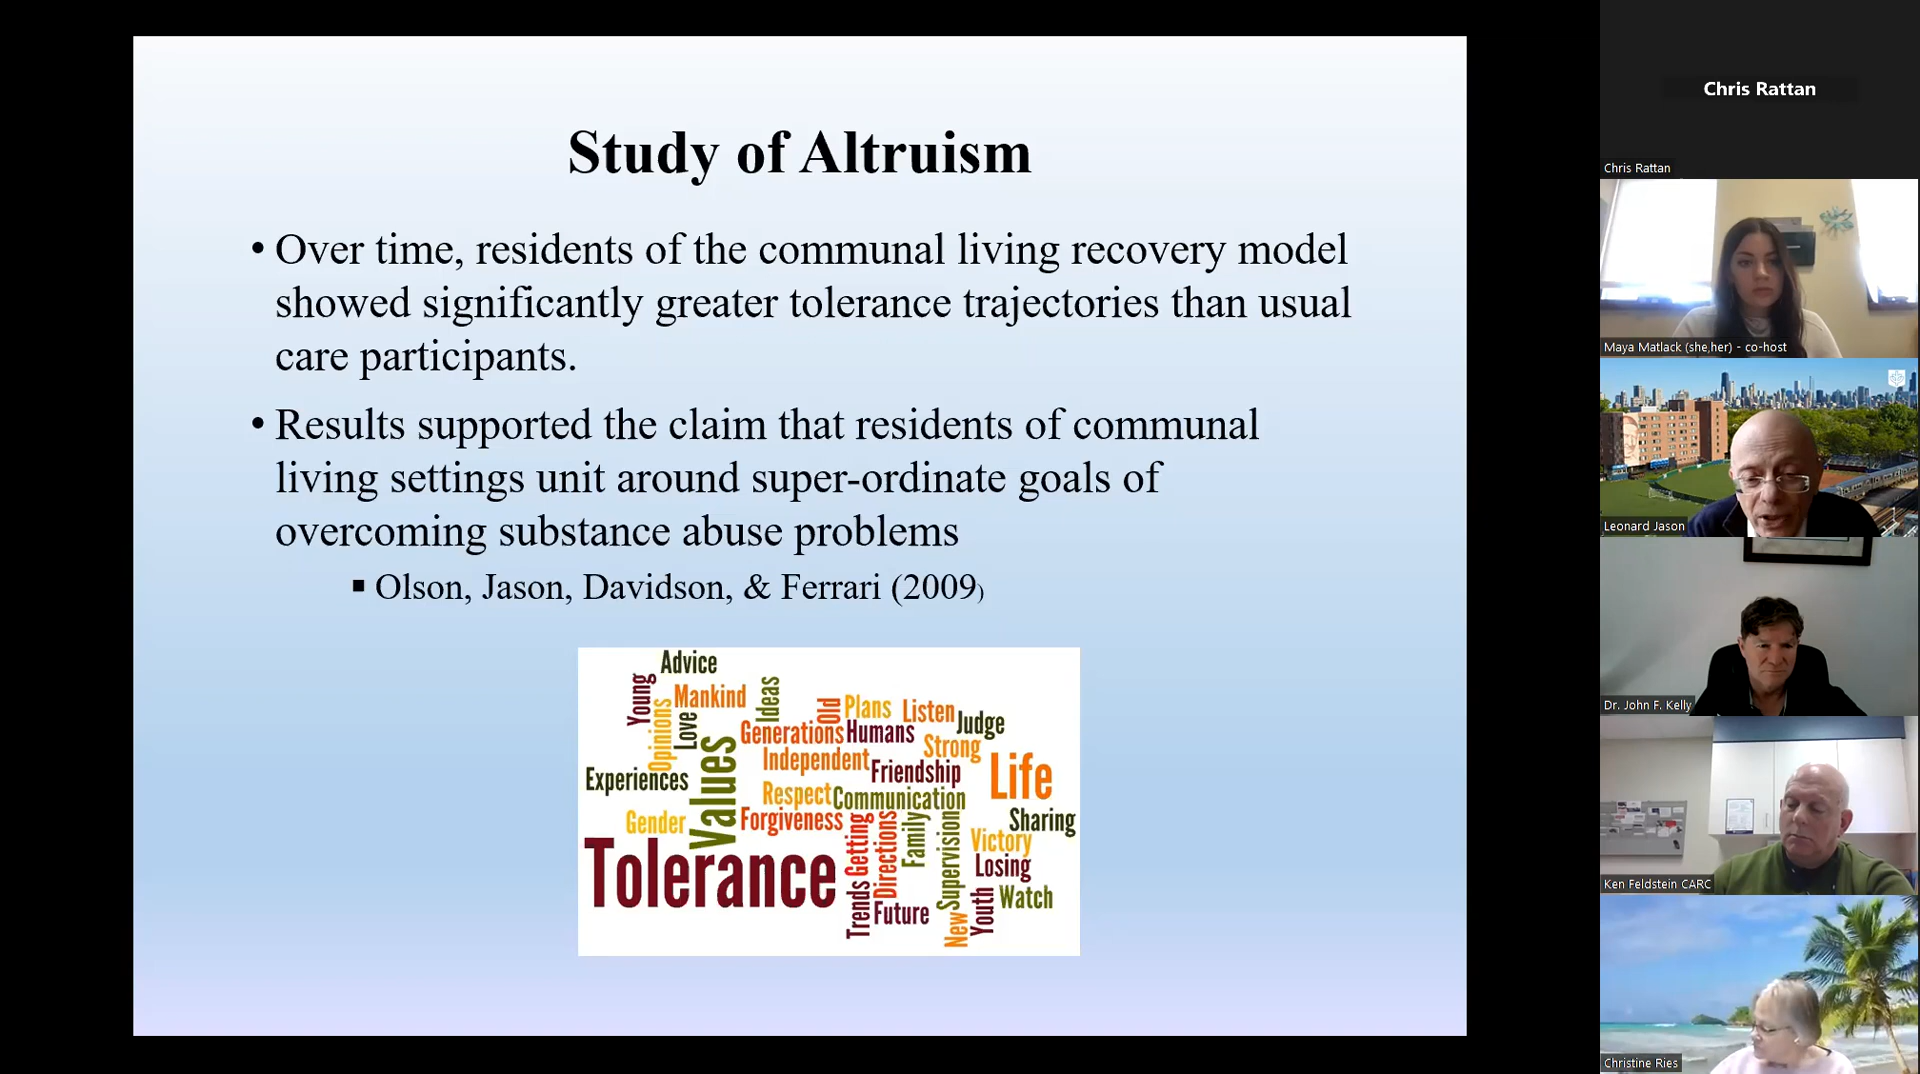 Study of Altruism
• Over time, residents of the communal living recovery model
showed significantly greater tolerance trajectories than usual
care participants.
• Results supported the claim that residents of communal
living settings unit around super-ordinate goals of
overcoming substance abuse problems
▪ Olson, Jason, Davidson, & Ferrari (2009)
Advice
Young
Mankind
Ideas
Opinions
Love
Old
Plans
Listen
Judge
Generations
Humans
Strong
Values
Independent
Friendship
Life
Experiences
Respect
Communication
Gender
Forgiveness
Sharing
Tolerance
Getting
Directions
Family
Supervision
Victory
Losing
Trends
Future
New
Youth
Watch
Chris Rattan
Chris Rattan
Maya Matlack (she,her) - co-host
Leonard Jason
Dr. John F. Kelly
Ken Feldstein CARC
Christine Ries